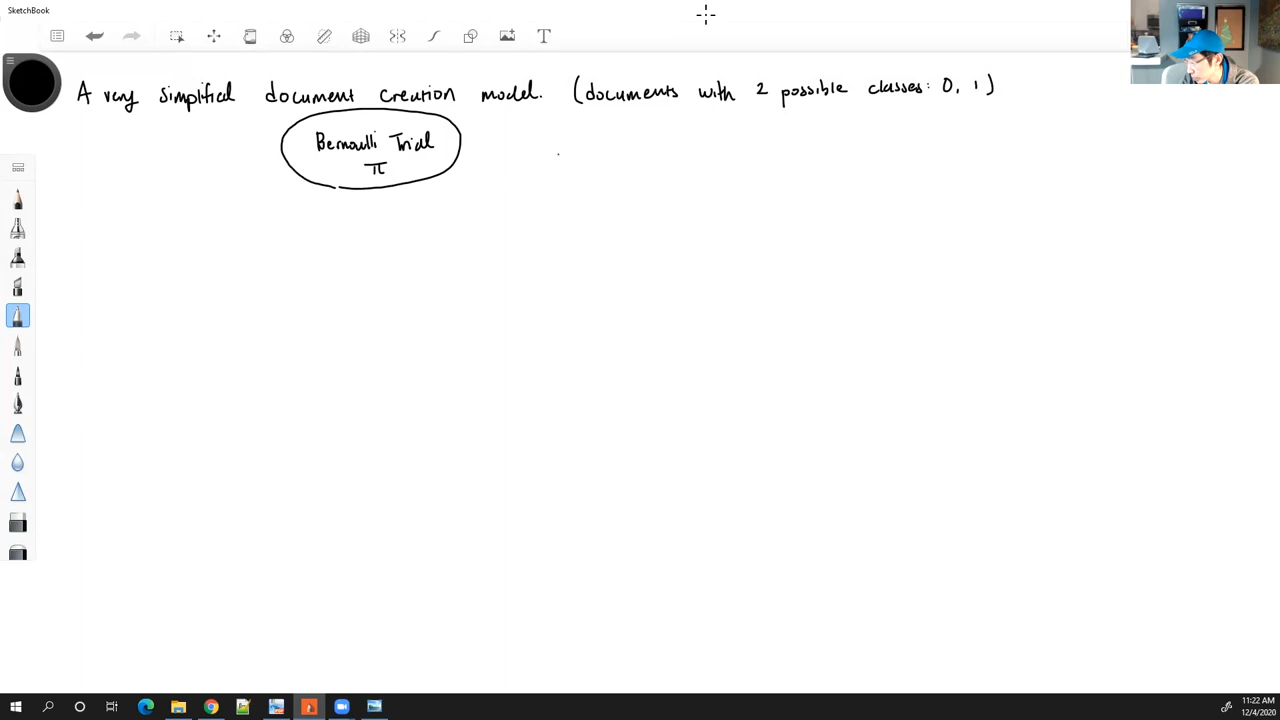 SketchBook
A very simplified document creation model. (documents with 2 possible classes: 0, 1)
Bernoulli Trial
π
11:22 AM
12/4/2020